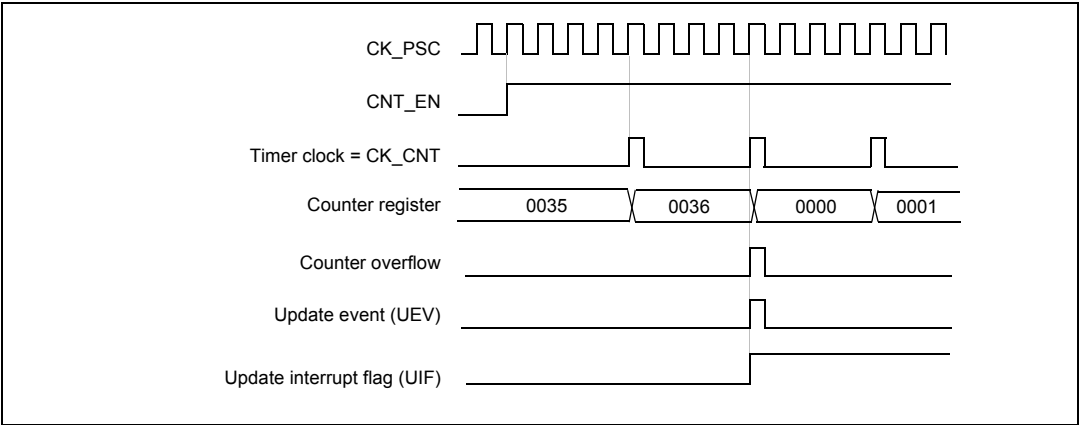 CK_PSC
CNT_EN
Timer clock = CK_CNT
Counter register 0035 0036 0000 0001
Counter overflow
Update event (UEV)
Update interrupt flag (UIF)